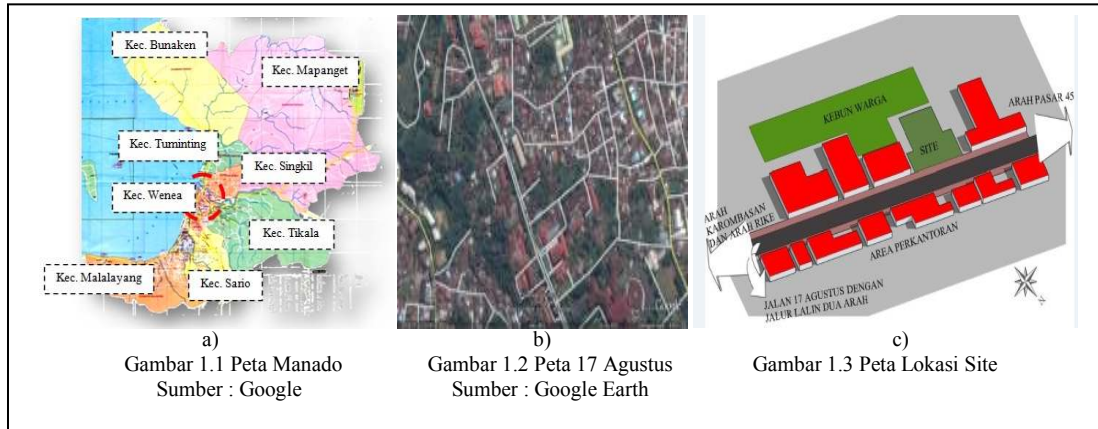 Kec. Bunaken
Kec. Mapanget
Kec. Tuminting
Kec. Singkil
Kec. Wenea
Kec. Tikala
Kec. Malalayang
Kec. Sario
a)
Gambar 1.1 Peta Manado
Sumber : Google
b)
Gambar 1.2 Peta 17 Agustus
Sumber : Google Earth
KEBUN WARGA
ARAH PASAR 45
SITE
ARAH
KAROMBASAN
DAN ARAH RIKE
AREA PERKANTORAN
JALAN 17 AGUSTUS DENGAN
JALUR LALIN DUA ARAH
c)
Gambar 1.3 Peta Lokasi Site